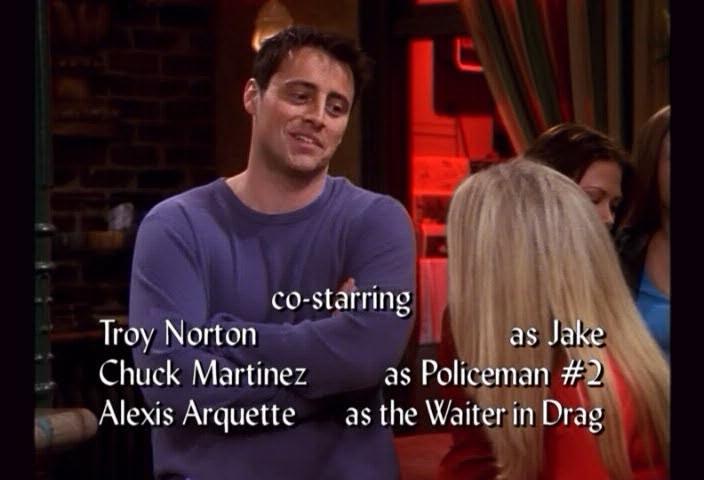 co-starring
Troy Norton as Jake
Chuck Martinez as Policeman #2
Alexis Arquette as the Waiter in Drag